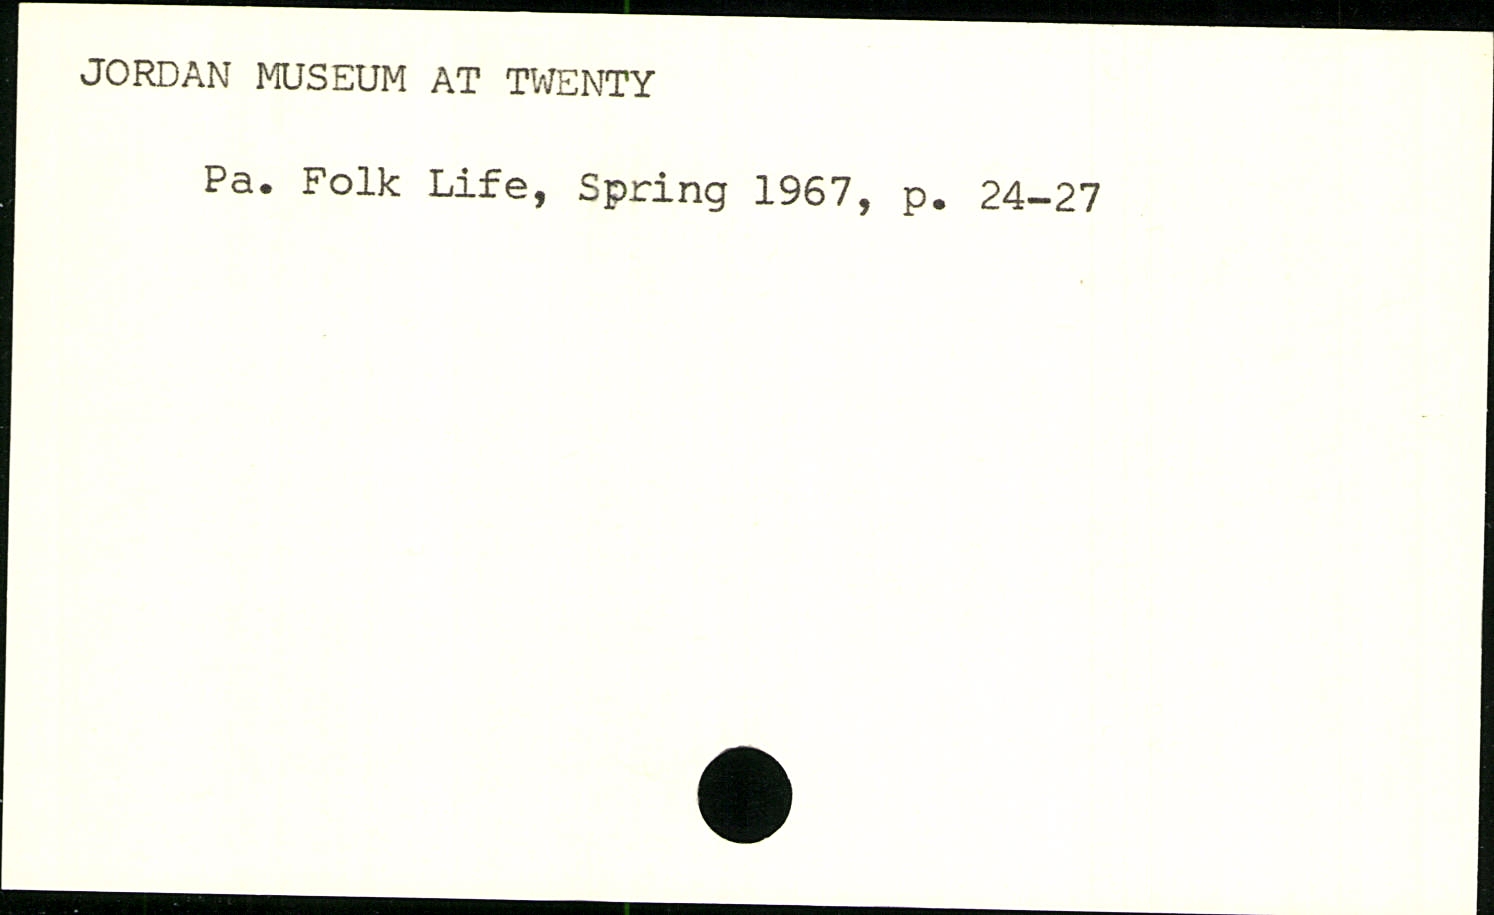 JORDAN MUSEUM AT TWENTY
Pa. Folk Life, Spring 1967, p. 24-27